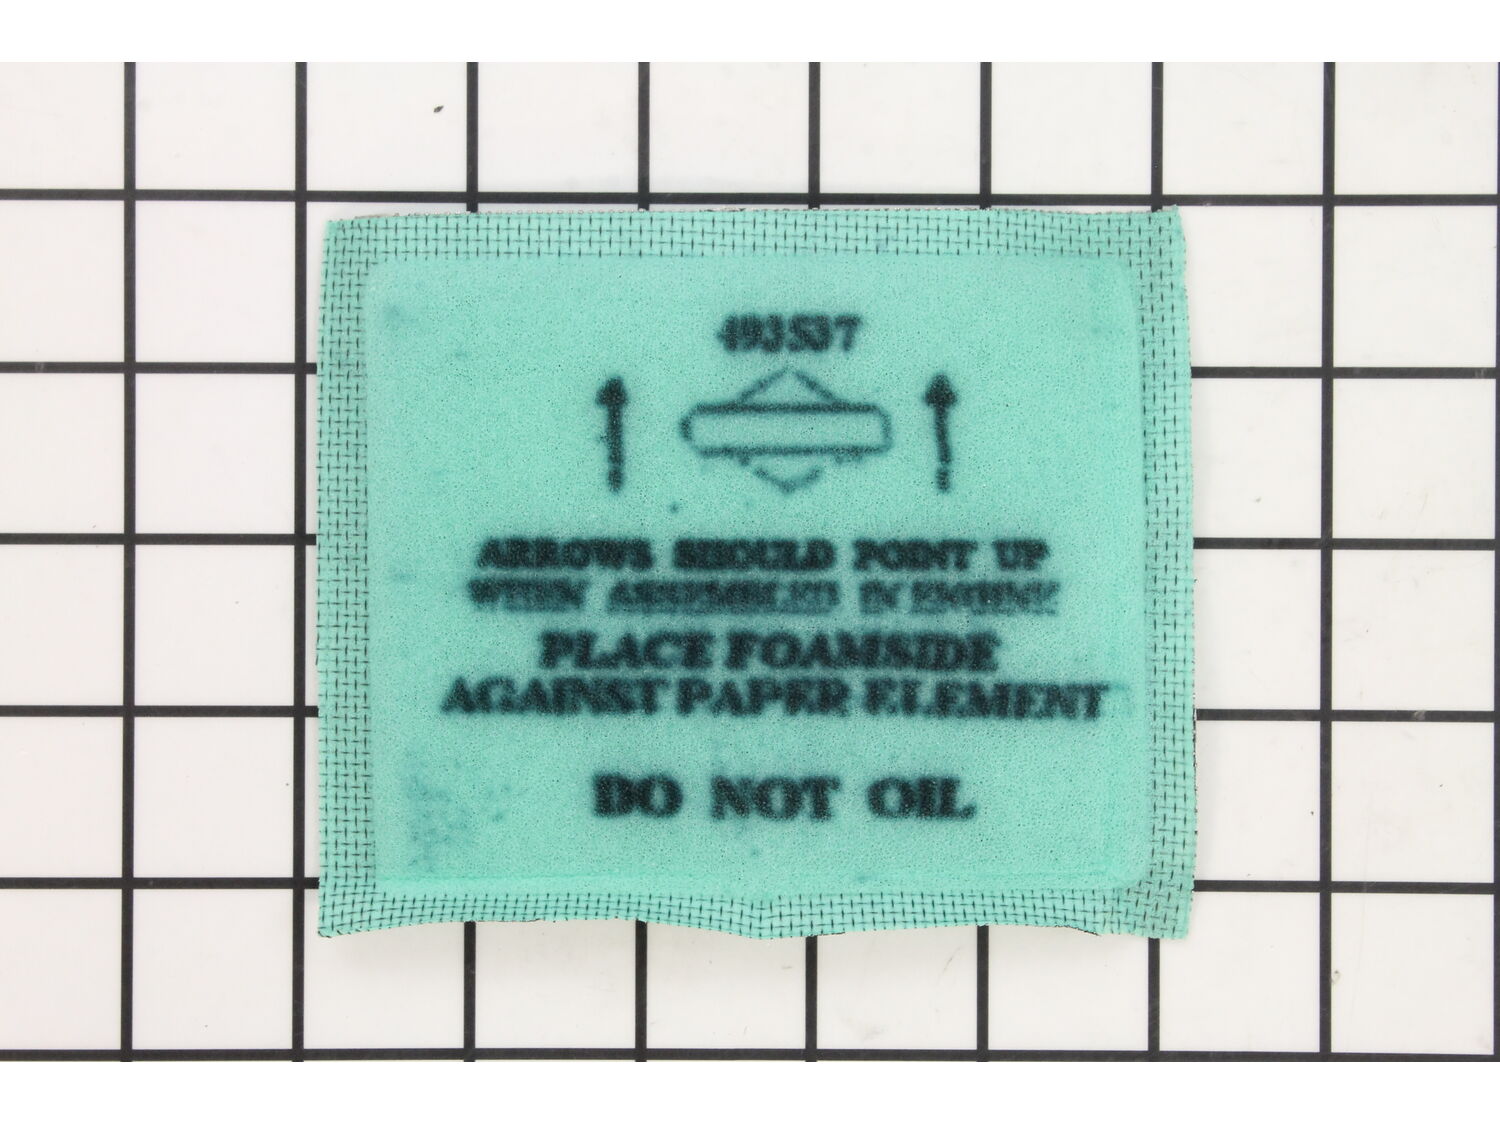 493537
ARROWS SHOULD POINT UP
WHEN ASSEMBLED IN ENGINE
PLACE FOAMSIDE
AGAINST PAPER ELEMENT
DO NOT OIL